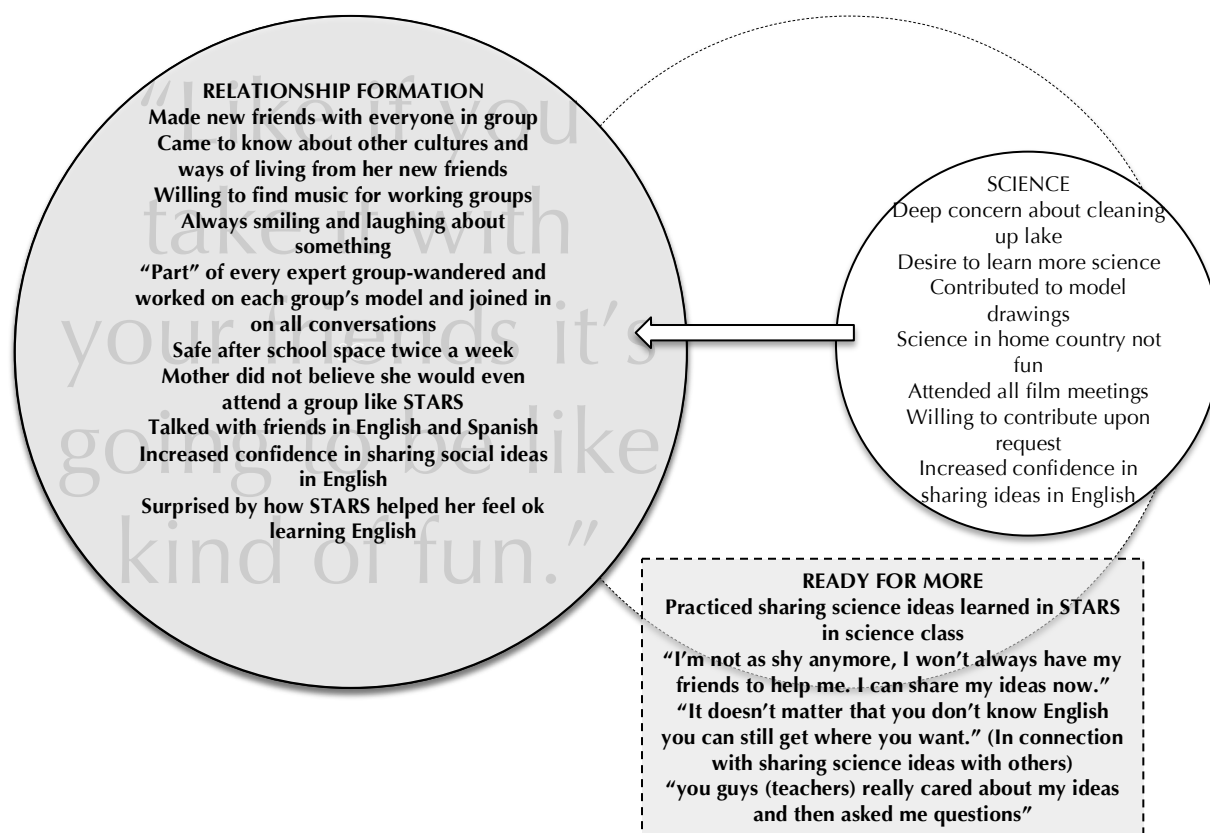 “Like if you
take it with
your friends it’s
going to be like
kind of fun.”
RELATIONSHIP FORMATION
Made new friends with everyone in group
Came to know about other cultures and
ways of living from her new friends
Willing to find music for working groups
Always smiling and laughing about
something
“Part” of every expert group-wandered and
worked on each group’s model and joined in
on all conversations
Safe after school space twice a week
Mother did not believe she would even
attend a group like STARS
Talked with friends in English and Spanish
Increased confidence in sharing social ideas
in English
Surprised by how STARS helped her feel ok
learning English
SCIENCE
Deep concern about cleaning
up lake
Desire to learn more science
Contributed to model
drawings
Science in home country not
fun
Attended all film meetings
Willing to contribute upon
request
Increased confidence in
sharing ideas in English
READY FOR MORE
Practiced sharing science ideas learned in STARS
in science class
“I’m not as shy anymore, I won’t always have my
friends to help me. I can share my ideas now.”
“It doesn’t matter that you don’t know English
you can still get where you want.” (In connection
with sharing science ideas with others)
“you guys (teachers) really cared about my ideas
and then asked me questions”